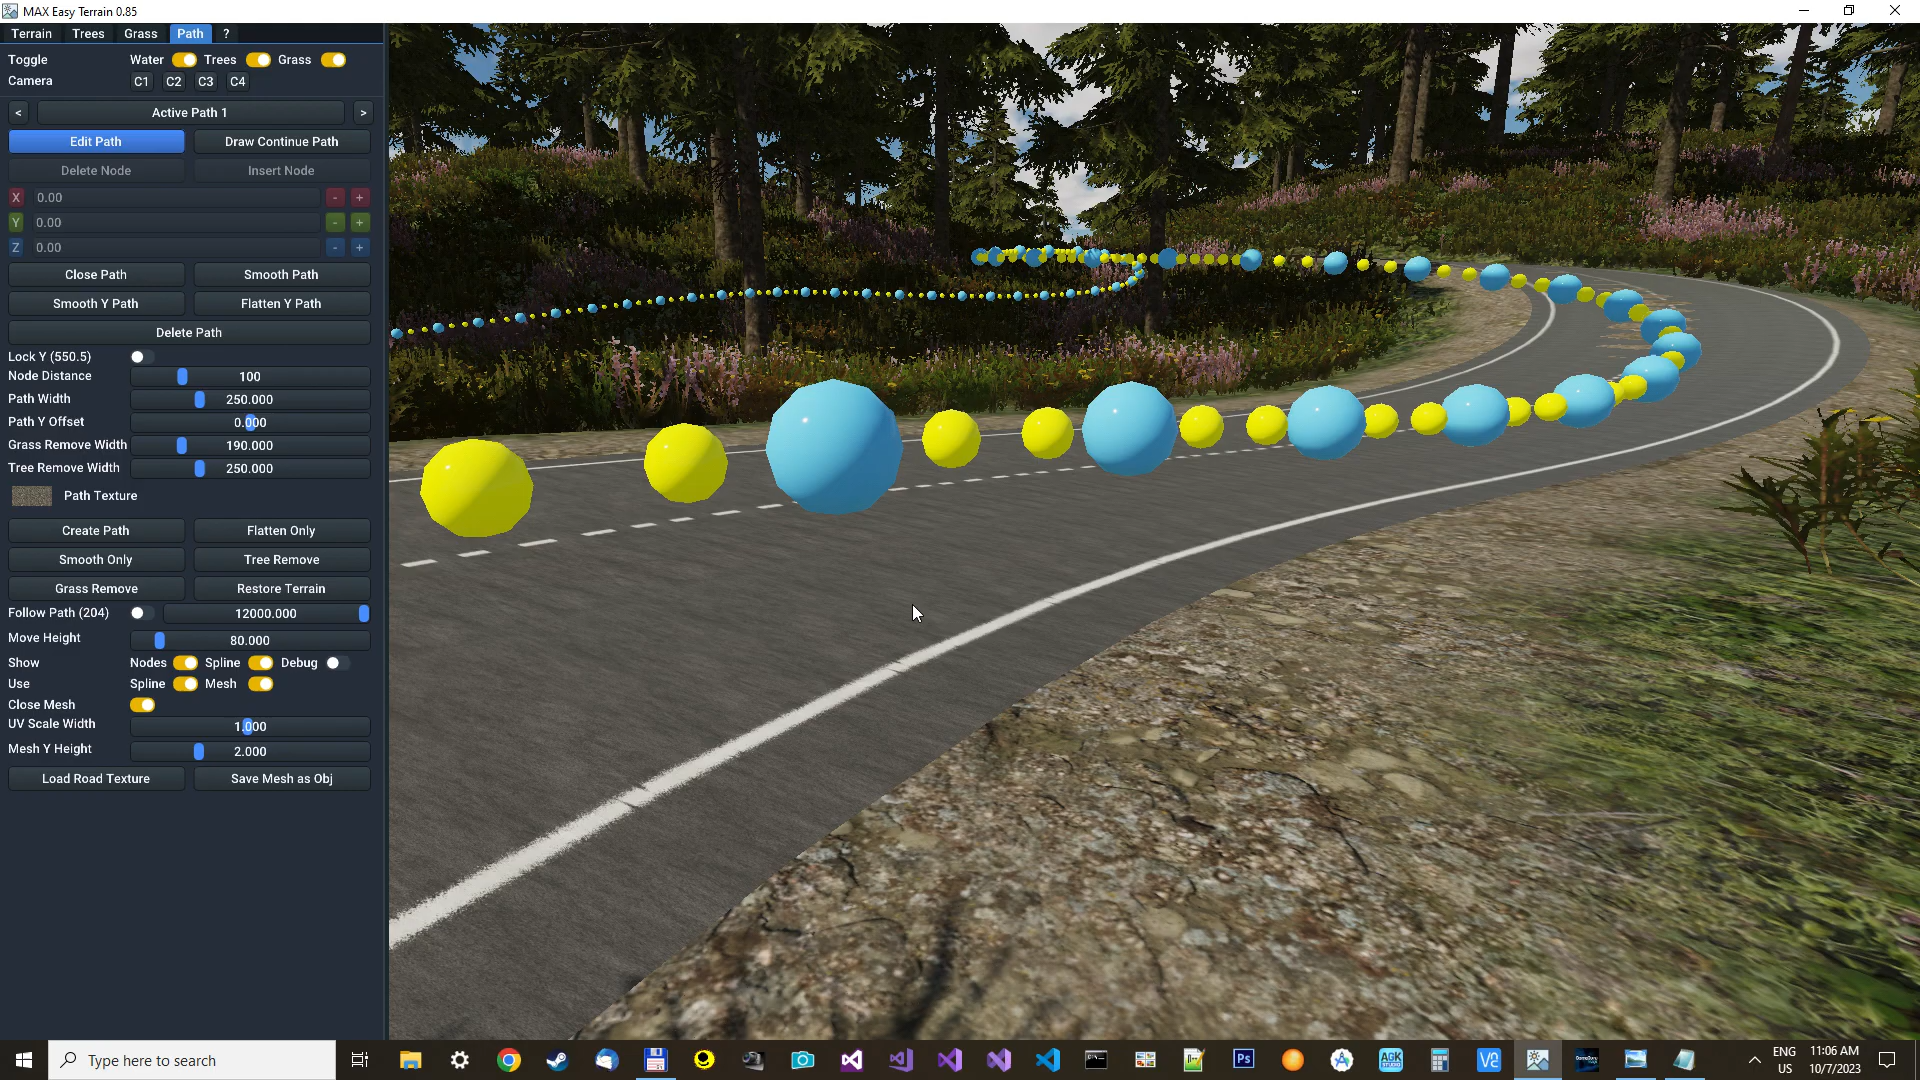 MAX Easy Terrain 0.85
Terrain Trees Grass Path ?
Toggle Water Trees Grass
Camera C1 C2 C3 C4
< Active Path 1 >
Edit Path Draw Continue Path
Delete Node Insert Node
X 0.00 - +
Y 0.00 - +
Z 0.00 - +
Close Path Smooth Path
Smooth Y Path Flatten Y Path
Delete Path
Lock Y (550.5)
Node Distance 100
Path Width 250.000
Path Y Offset 0.000
Grass Remove Width 190.000
Tree Remove Width 250.000
Path Texture
Create Path Flatten Only
Smooth Only Tree Remove
Grass Remove Restore Terrain
Follow Path (204) 12000.000
Move Height 80.000
Show Nodes Spline Debug
Use Spline Mesh
Close Mesh
UV Scale Width 1.000
Mesh Y Height 2.000
Load Road Texture Save Mesh as Obj
Type here to search
Ps
AGK
ENG
US
11:06 AM
10/7/2023